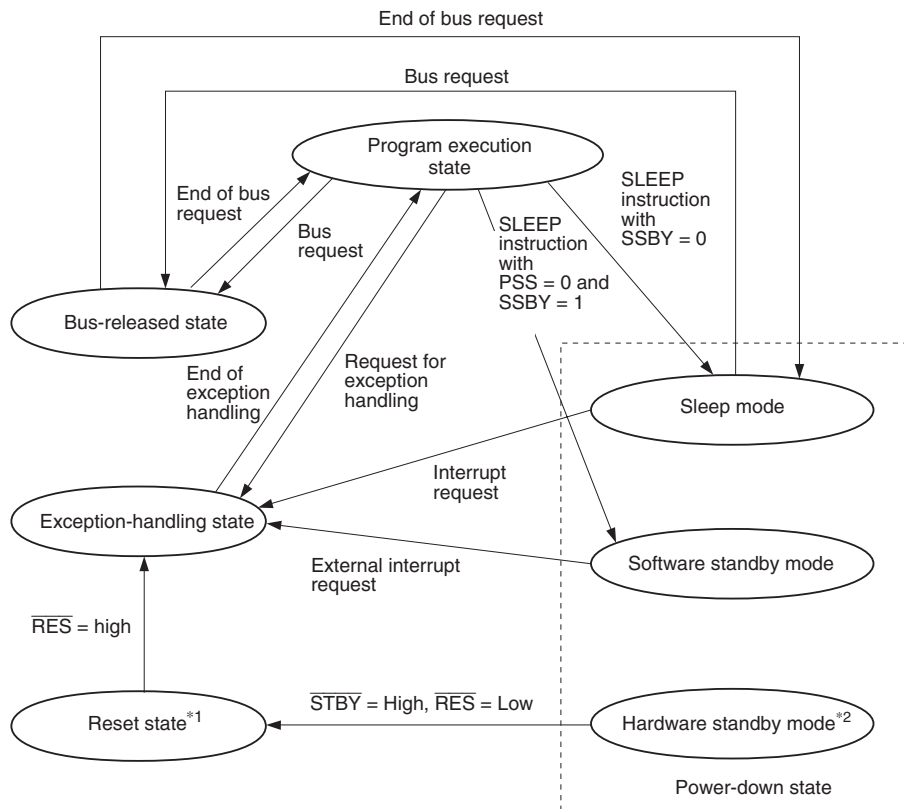 End of bus request
Bus request
Program execution
state
End of bus
request
Bus
request
SLEEP
instruction
with
PSS = 0 and
SSBY = 1
SLEEP
instruction
with
SSBY = 0
Bus-released state
End of
exception
handling
Request for
exception
handling
Sleep mode
Interrupt
request
Exception-handling state
External interrupt
request
Software standby mode
R̅E̅S̅ = high
S̅T̅B̅Y̅ = High, R̅E̅S̅ = Low
Reset state*1
Hardware standby mode*2
Power-down state